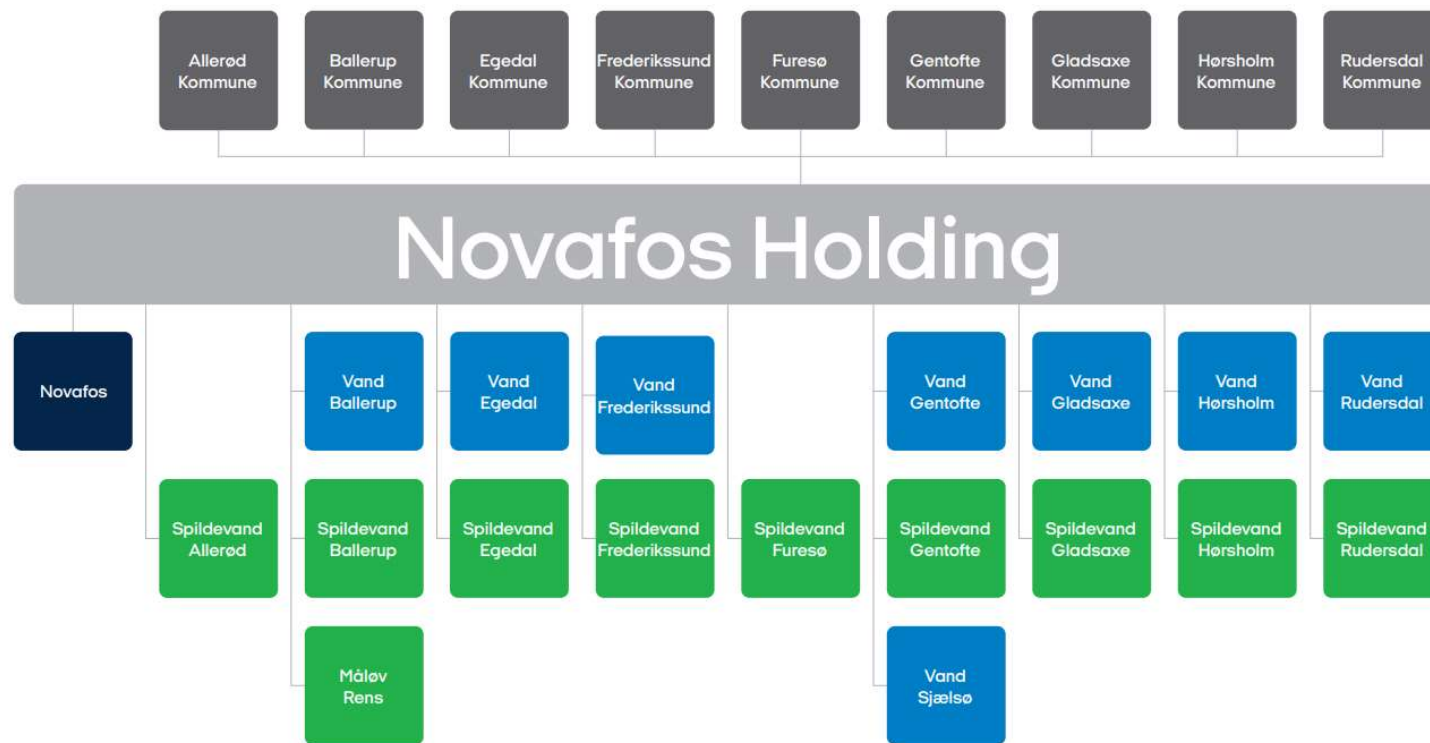 Allerød
Kommune
Ballerup
Kommune
Egedal
Kommune
Frederikssund
Kommune
Furesø
Kommune
Gentofte
Kommune
Gladsaxe
Kommune
Hørsholm
Kommune
Rudersdal
Kommune
Novafos Holding
Novafos
Vand
Ballerup
Vand
Egedal
Vand
Frederikssund
Vand
Gentofte
Vand
Gladsaxe
Vand
Hørsholm
Vand
Rudersdal
Spildevand
Allerød
Spildevand
Ballerup
Spildevand
Egedal
Spildevand
Frederikssund
Spildevand
Furesø
Spildevand
Gentofte
Spildevand
Gladsaxe
Spildevand
Hørsholm
Spildevand
Rudersdal
Måløv
Rens
Vand
Sjælsø